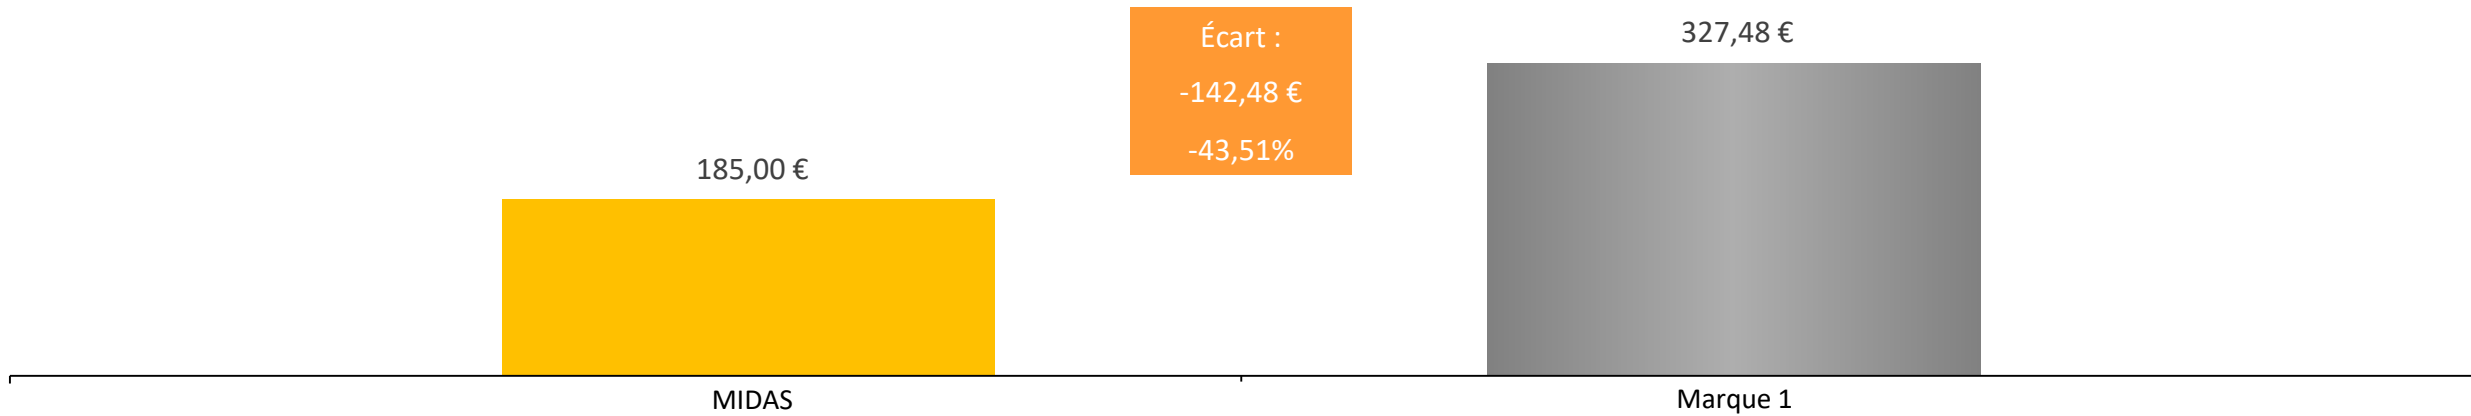 Écart :
-142,48 €
-43,51%
327,48 €
185,00 €
MIDAS
Marque 1